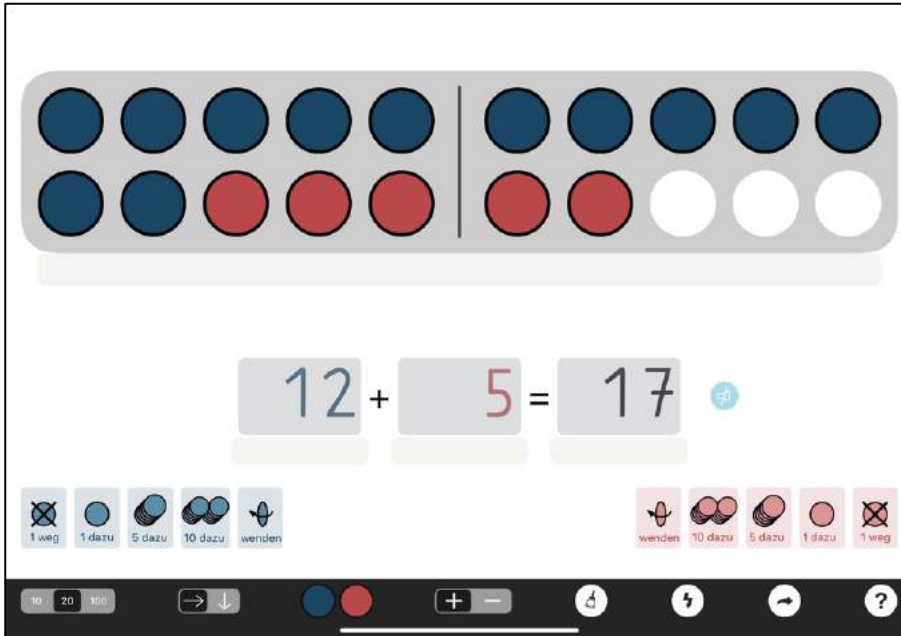 12 + 5 = 17
1 weg 1 dazu 5 dazu 10 dazu wenden
wenden 10 dazu 5 dazu 1 dazu 1 weg
10 20 100 → ↓ + − ?